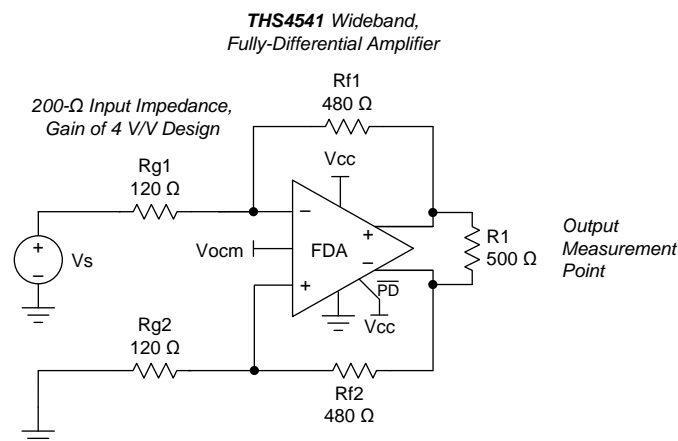 THS4541 Wideband,
Fully-Differential Amplifier
Rf1
480 Ω
200-Ω Input Impedance,
Gain of 4 V/V Design
Vcc
Rg1
120 Ω
−
+
Vocm
FDA
R1
500 Ω
Output
Measurement
Point
+
−
Vs
−
+
PD
Vcc
Rg2
120 Ω
Rf2
480 Ω